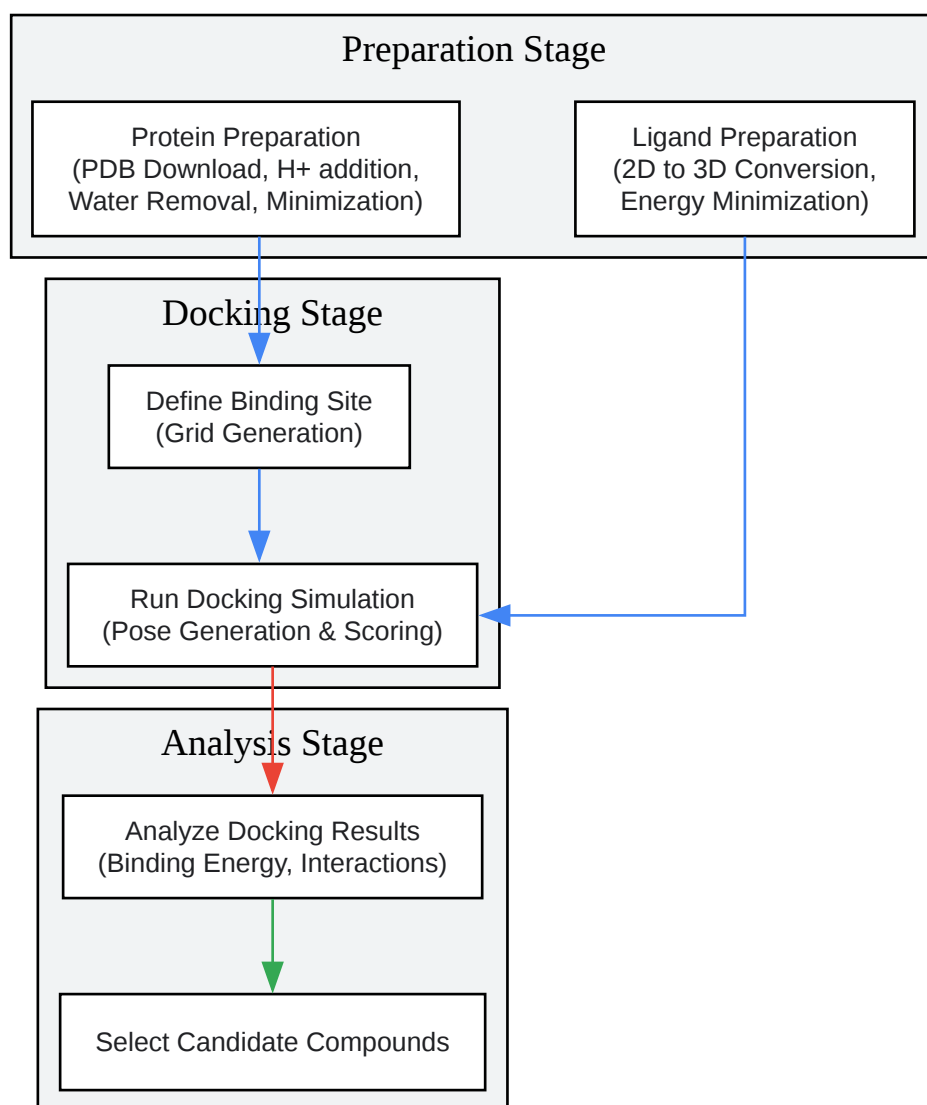 Preparation Stage
Protein Preparation
(PDB Download, H+ addition,
Water Removal, Minimization)
Ligand Preparation
(2D to 3D Conversion,
Energy Minimization)
Docking Stage
Define Binding Site
(Grid Generation)
Run Docking Simulation
(Pose Generation & Scoring)
Analysis Stage
Analyze Docking Results
(Binding Energy, Interactions)
Select Candidate Compounds